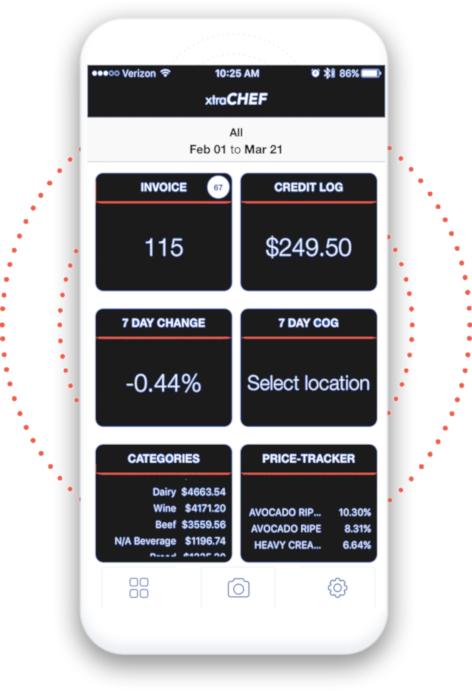 Verizon 10:25 AM 86%
xtraCHEF
All
Feb 01 to Mar 21
INVOICE 67
115
CREDIT LOG
$249.50
7 DAY CHANGE
-0.44%
7 DAY COG
Select location
CATEGORIES
Dairy $4663.54
Wine $4171.20
Beef $3559.56
N/A Beverage $1196.74
PRICE-TRACKER
AVOCADO RIP... 10.30%
AVOCADO RIPE 8.31%
HEAVY CREA... 6.64%